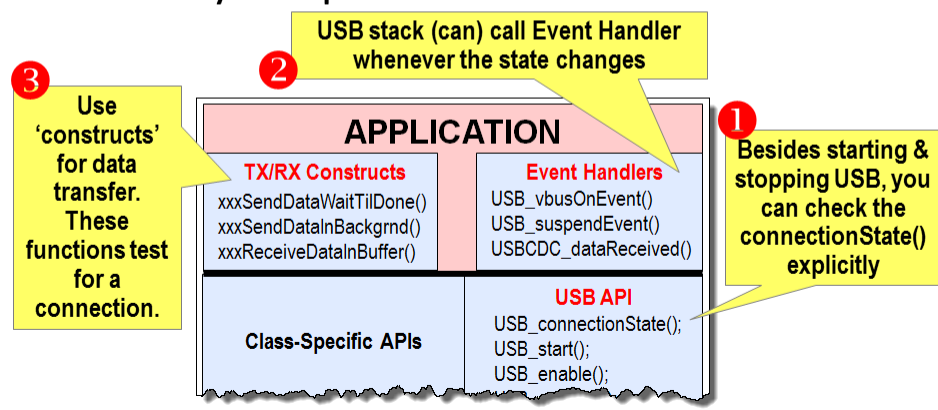 USB stack (can) call Event Handler
whenever the state changes
2
3
Use
‘constructs’
for data
transfer.
These
functions test
for a
connection.
1
Besides starting &
stopping USB, you
can check the
connectionState()
explicitly
APPLICATION
TX/RX Constructs
xxxSendDataWaitTilDone()
xxxSendDataInBackgrnd()
xxxReceiveDataInBuffer()
Event Handlers
USB_vbusOnEvent()
USB_suspendEvent()
USBCDC_dataReceived()
Class-Specific APIs
USB API
USB_connectionState();
USB_start();
USB_enable();